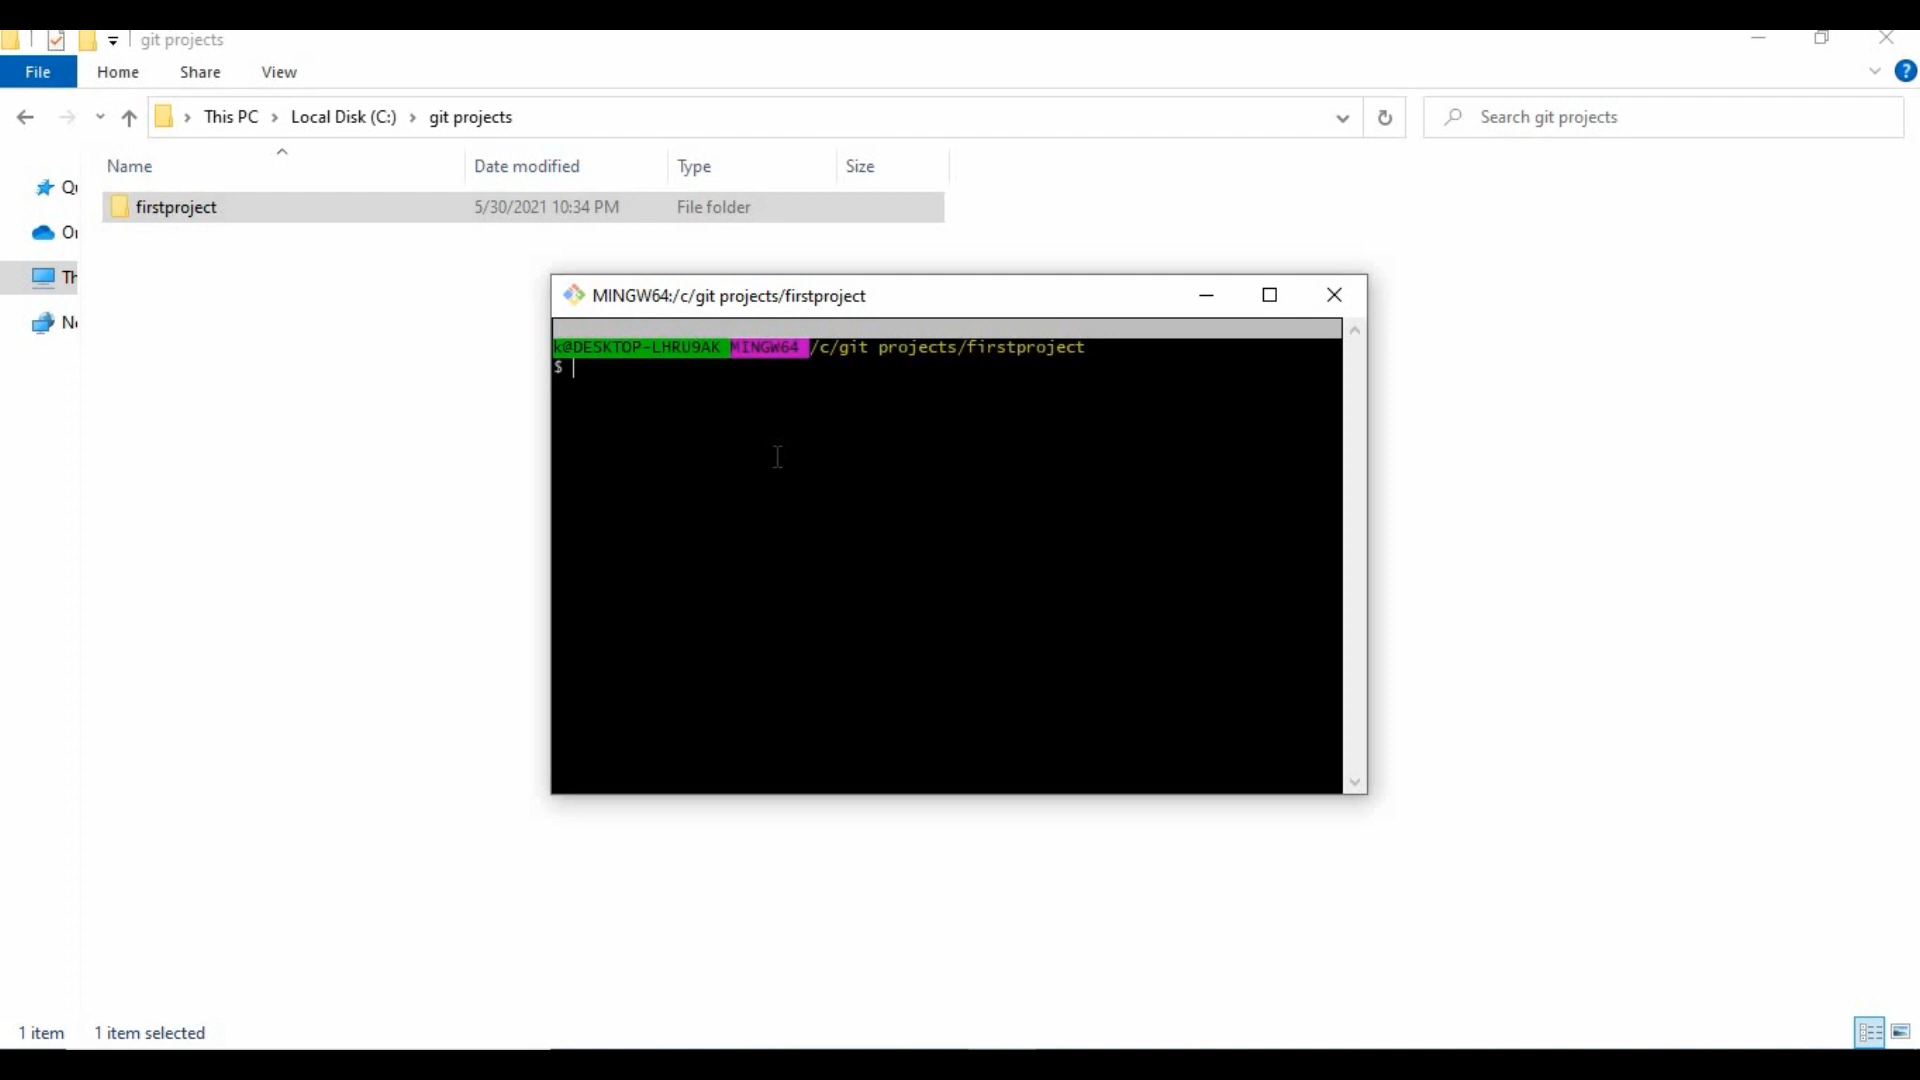 git projects
File Home Share View
This PC > Local Disk (C:) > git projects
Search git projects
Name Date modified Type Size
firstproject 5/30/2021 10:34 PM File folder
MINGW64:/c/git projects/firstproject
k@DESKTOP-LHRU9AK MINGW64 /c/git projects/firstproject
$
1 item 1 item selected